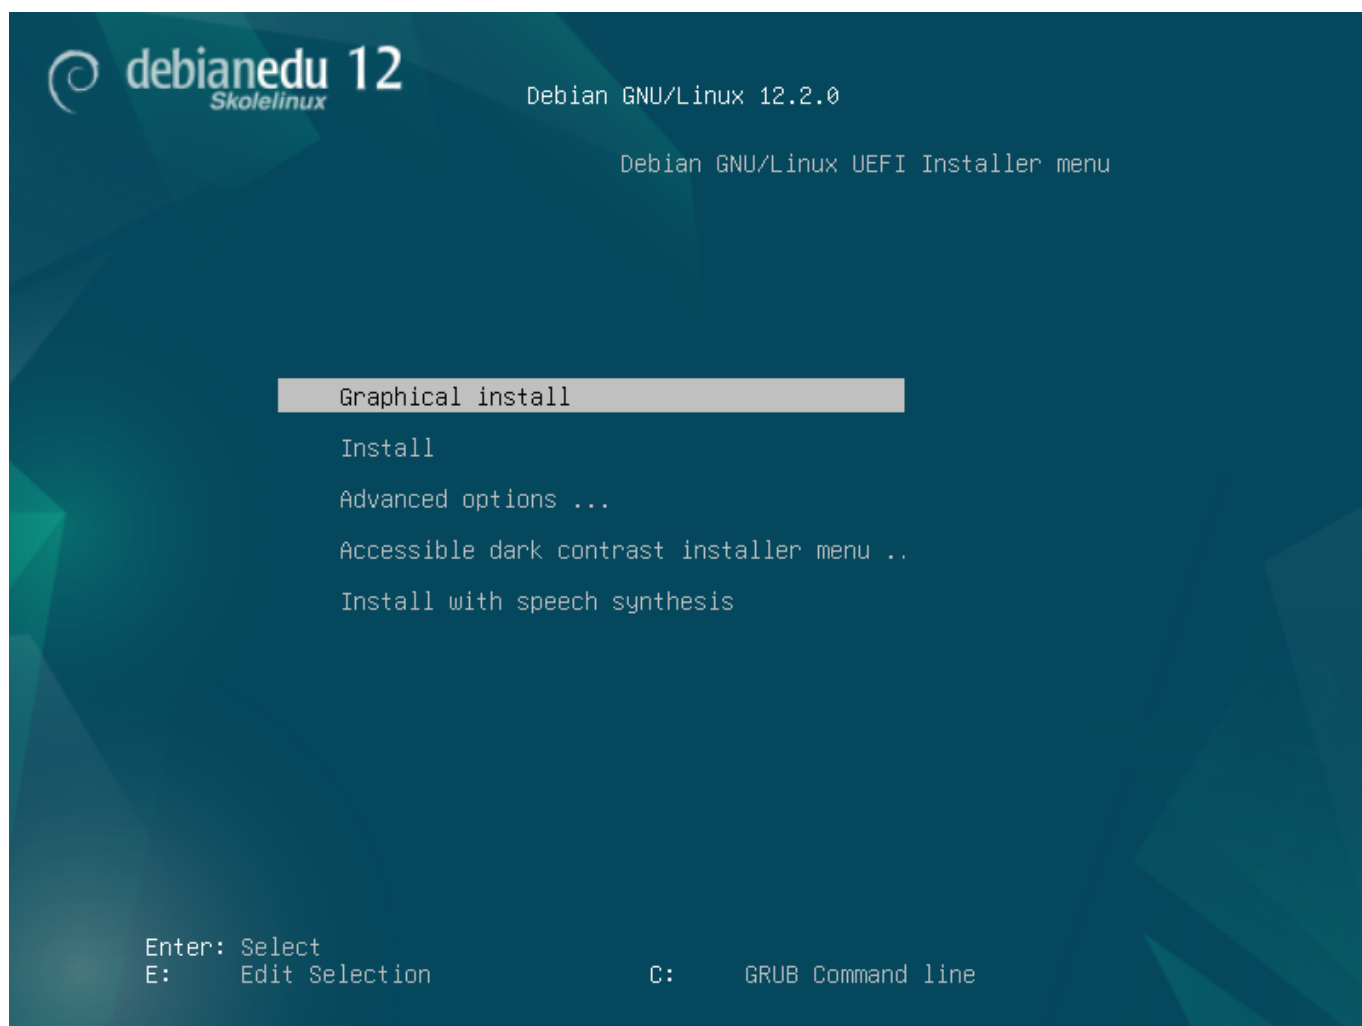 debianedu 12
Skolelinux
Debian GNU/Linux 12.2.0
Debian GNU/Linux UEFI Installer menu
Graphical install
Install
Advanced options ...
Accessible dark contrast installer menu ..
Install with speech synthesis
Enter: Select
E: Edit Selection C: GRUB Command line